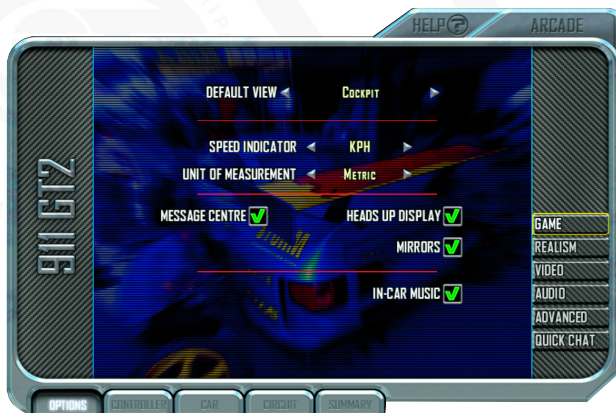 HELP ? ARCADE
911 GT2
DEFAULT VIEW COCKPIT
SPEED INDICATOR KPH
UNIT OF MEASUREMENT METRIC
MESSAGE CENTRE HEADS UP DISPLAY
MIRRORS
IN-CAR MUSIC
GAME
REALISM
VIDEO
AUDIO
ADVANCED
QUICK CHAT
OPTIONS CONTROLLER CAR CIRCUIT SUMMARY